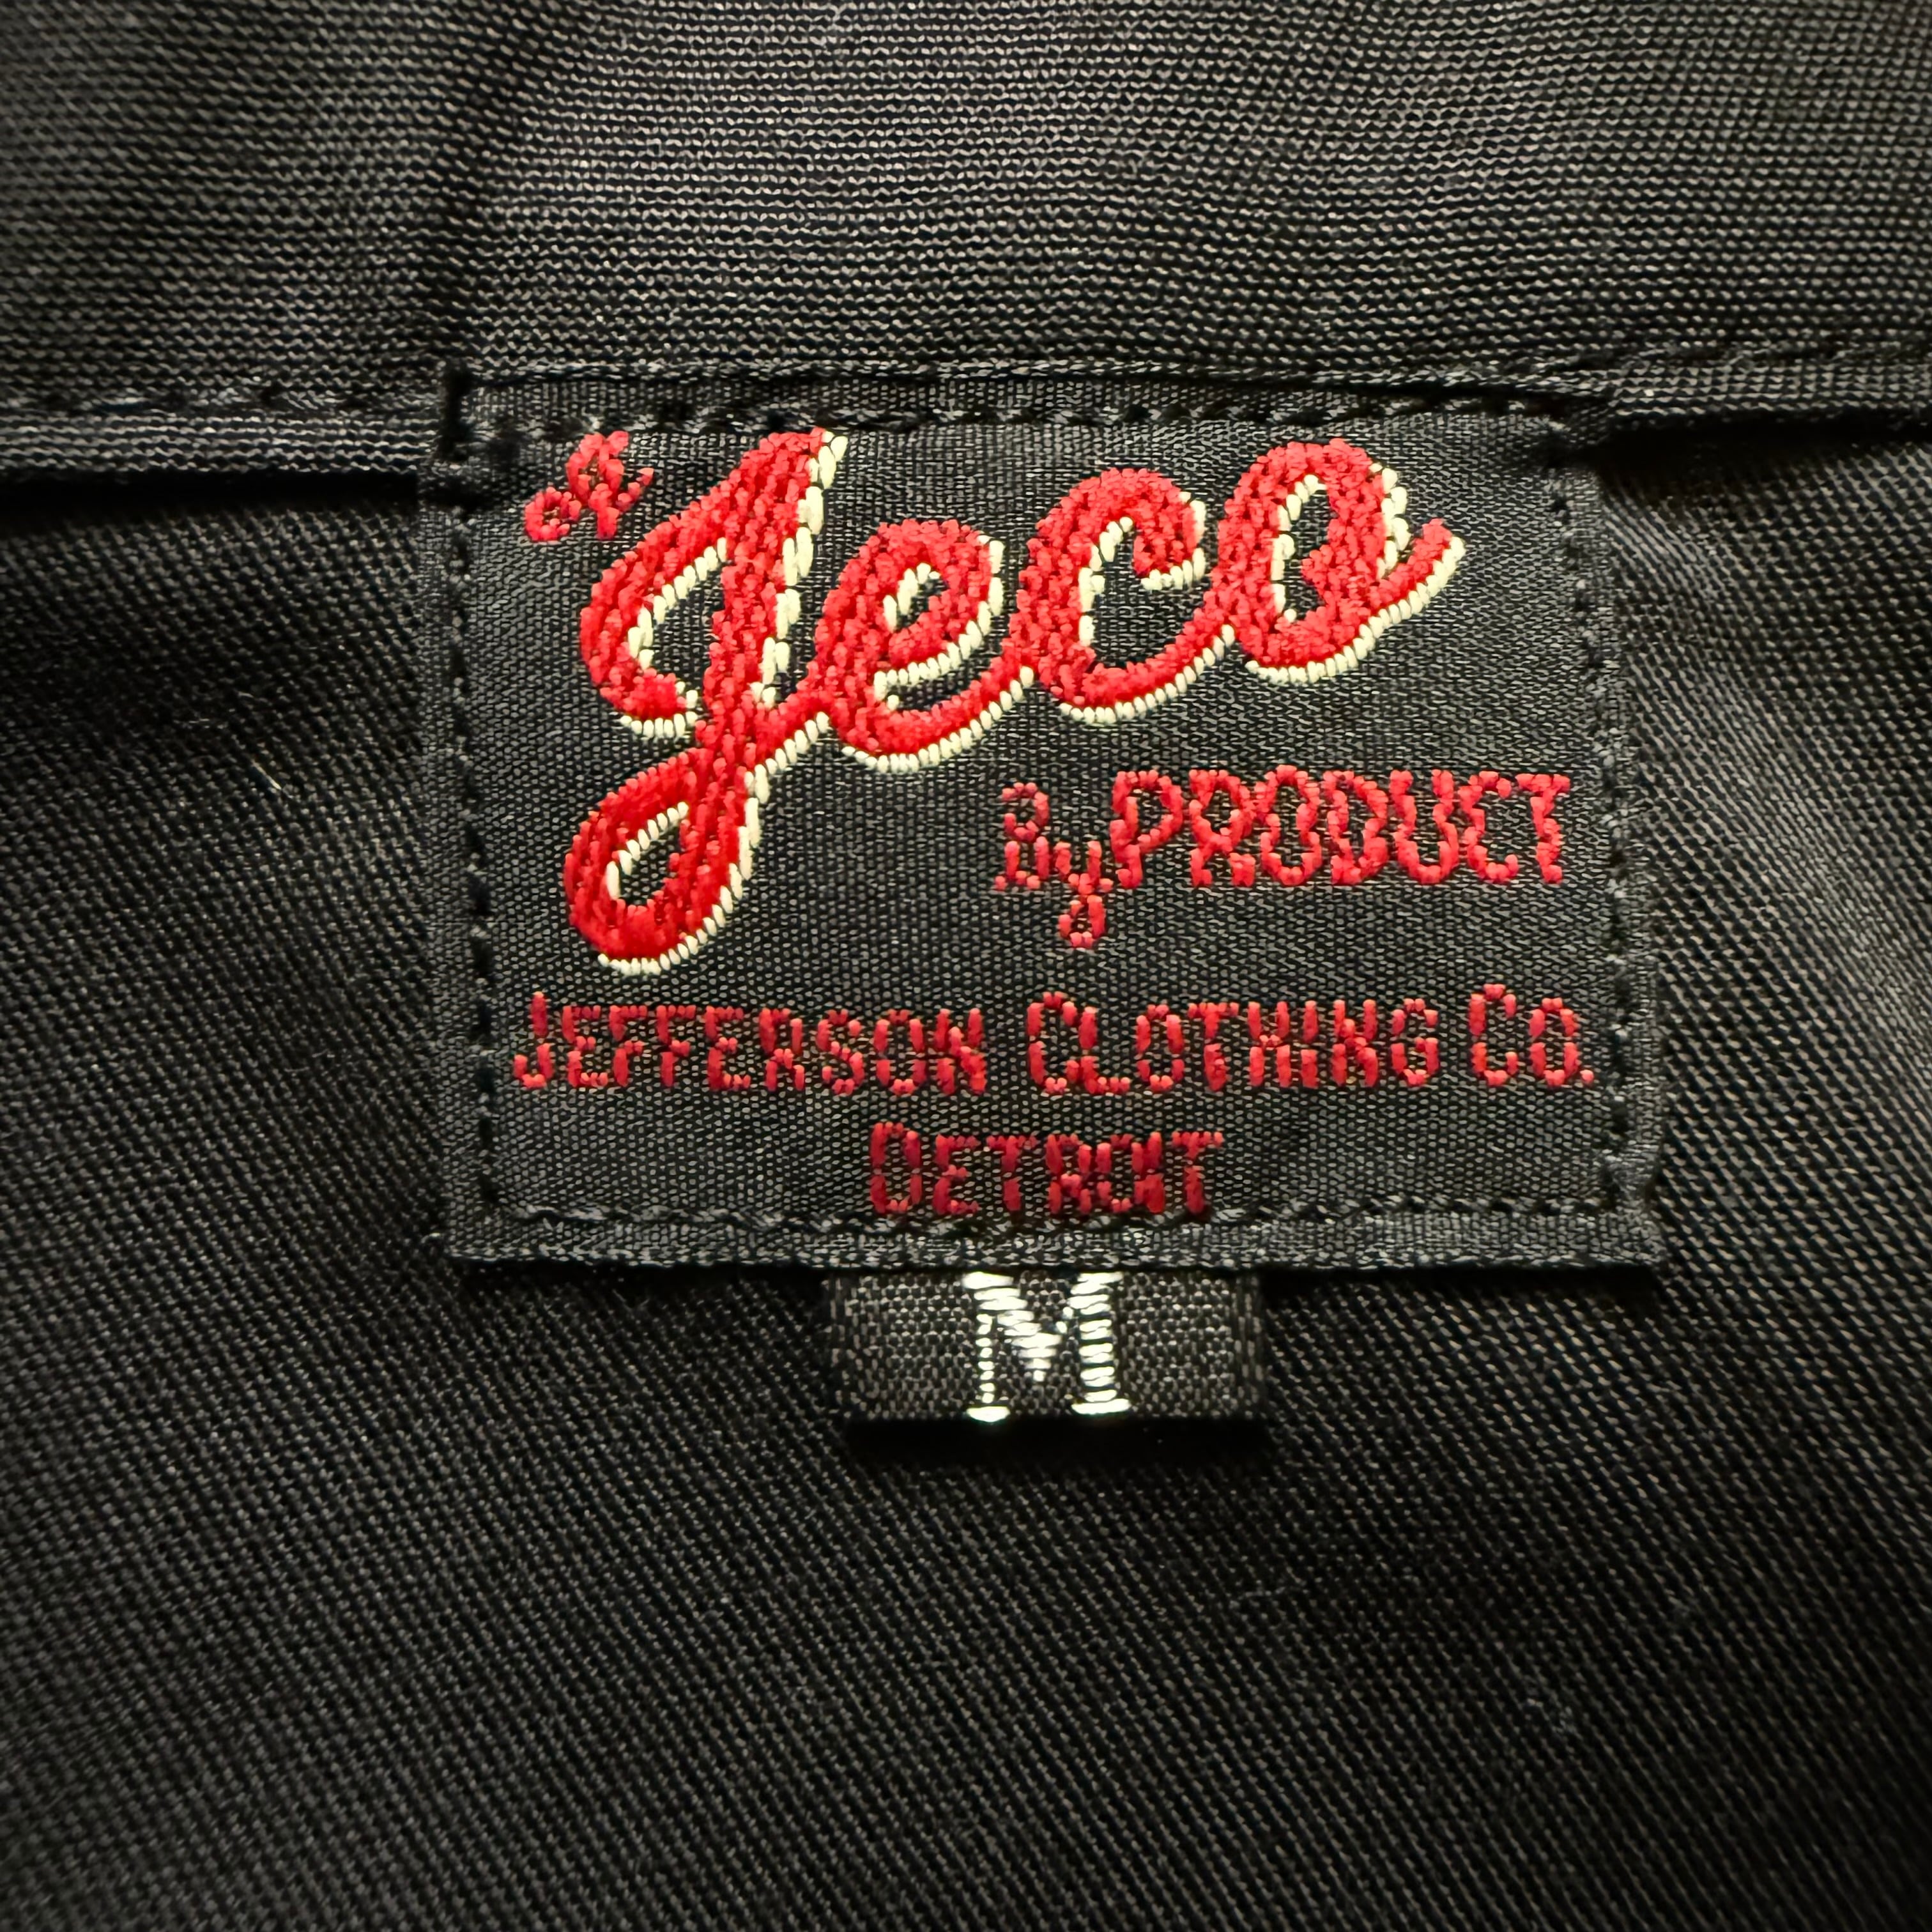 A Jeco
By PRODUCT
JEFFERSON CLOTHING CO.
DETROIT
M